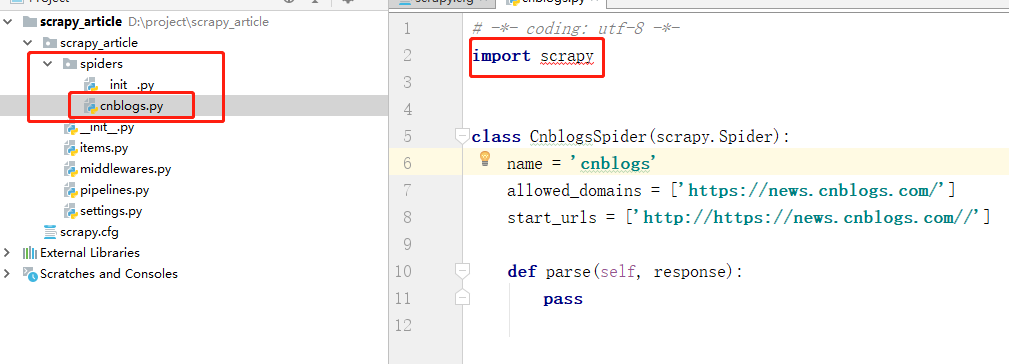 Project
scrapy_article D:\project\scrapy_article
scrapy_article
spiders
__init__.py
cnblogs.py
__init__.py
items.py
middlewares.py
pipelines.py
settings.py
scrapy.cfg
External Libraries
Scratches and Consoles
scrapy.cfg cnblogs.py
1 # -*- coding: utf-8 -*-
2 import scrapy
3
4
5 class CnblogsSpider(scrapy.Spider):
6 name = 'cnblogs'
7 allowed_domains = ['https://news.cnblogs.com/']
8 start_urls = ['http://https://news.cnblogs.com//']
9
10 def parse(self, response):
11 pass
12